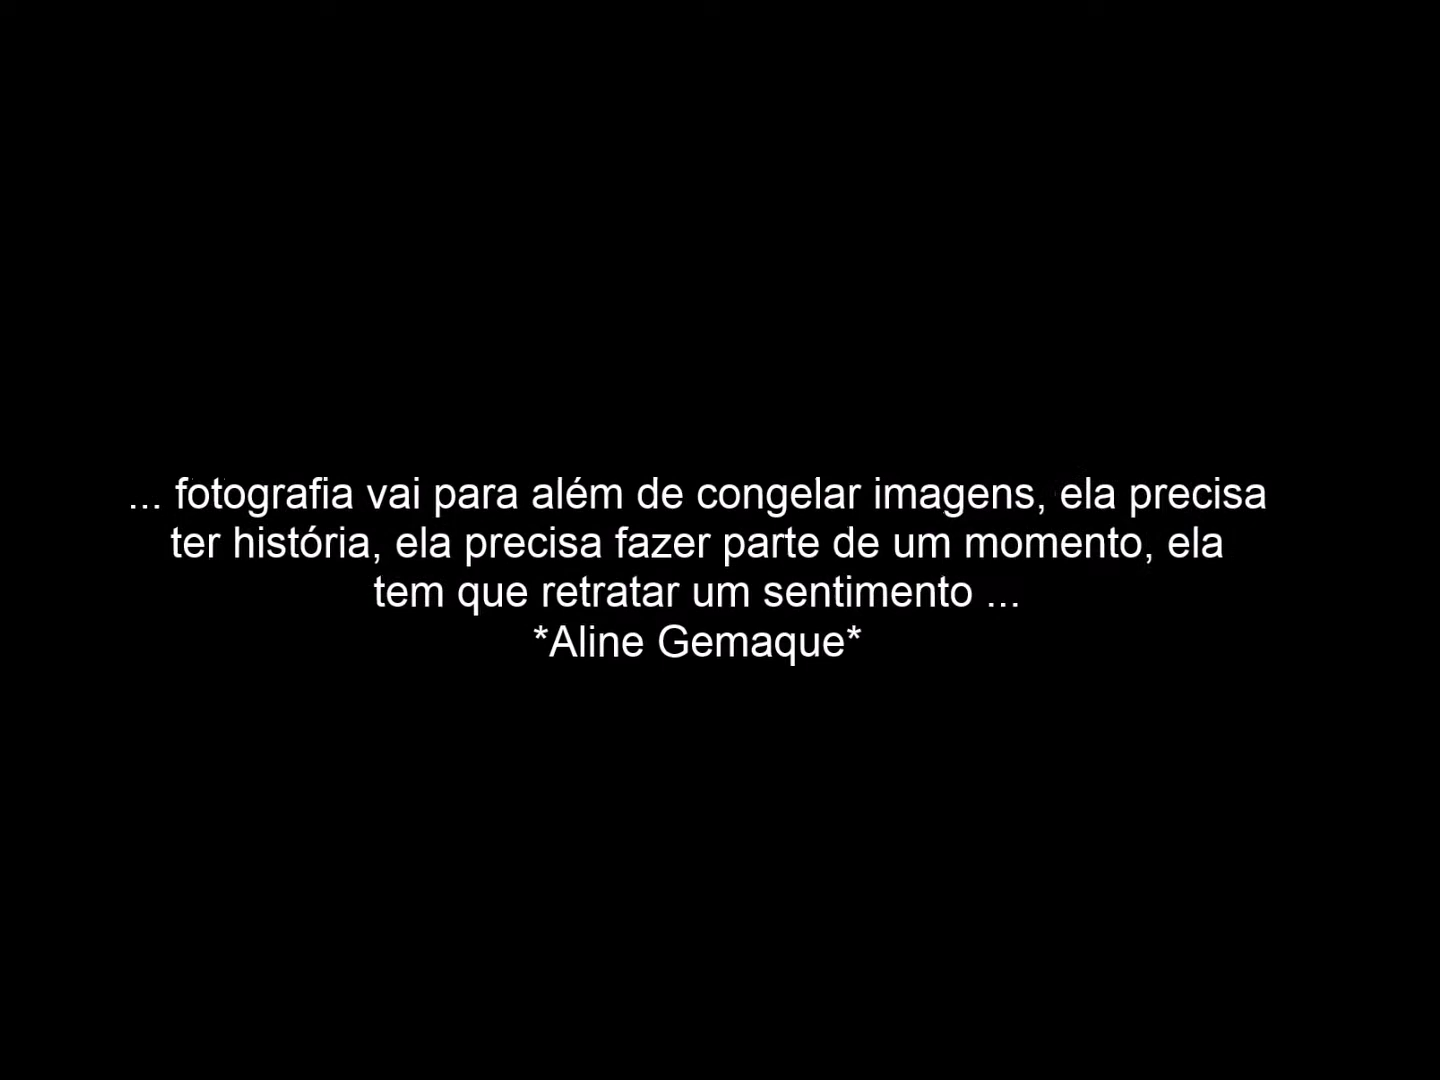 ... fotografia vai para além de congelar imagens, ela precisa
ter história, ela precisa fazer parte de um momento, ela
tem que retratar um sentimento ...
*Aline Gemaque*